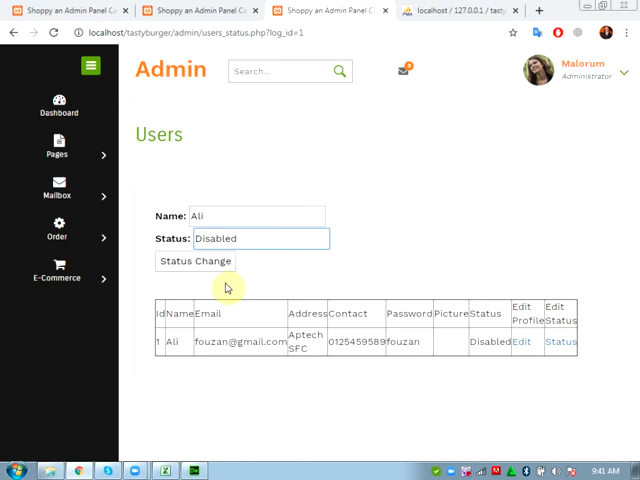 Shoppy an Admin Panel Ca
Shoppy an Admin Panel Ca
Shoppy an Admin Panel C
localhost / 127.0.0.1 / tasty
localhost/tastyburger/admin/users_status.php?log_id=1
Admin
Search...
Malorum
Administrator
Dashboard
Pages
Mailbox
Order
E-Commerce
Users
Name: Ali
Status: Disabled
Status Change
Id Name Email Address Contact Password Picture Status Edit Profile Edit Status
1 Ali fouzan@gmail.com Aptech SFC 0125459589 fouzan Disabled Edit Status
9:41 AM